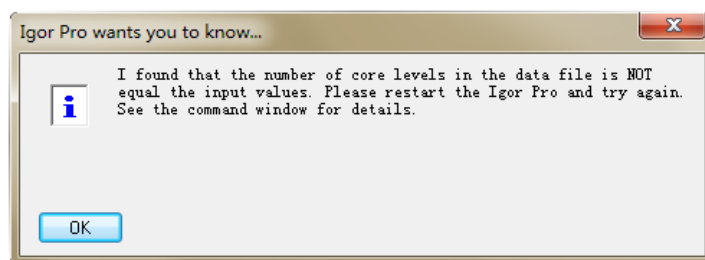 Igor Pro wants you to know...
I found that the number of core levels in the data file is NOT
equal the input values. Please restart the Igor Pro and try again.
See the command window for details.
OK